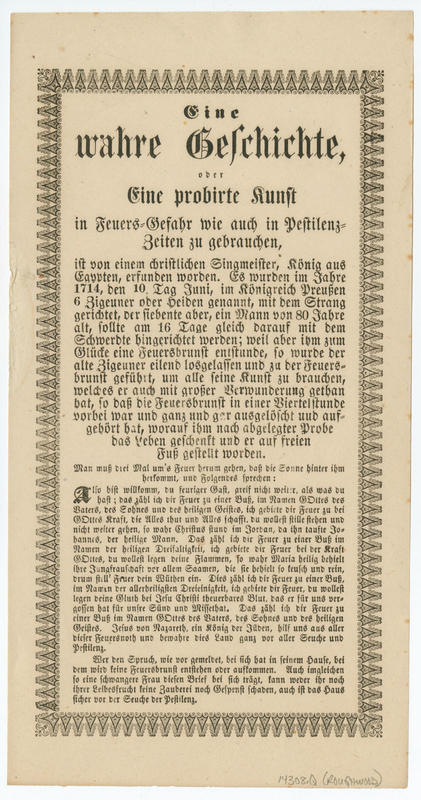 Eine
wahre Geschichte,
oder
Eine probirte Kunst
in Feuers-Gefahr wie auch in Pestilenz-
Zeiten zu gebrauchen,
ist von einem christlichen Singmeister, König aus
Egypten, erfunden worden. Es wurden im Jahre
1714, den 10. Tag Juni, im Königreich Preußen
6 Zigeuner oder Heiden genannt, mit dem Strang
gerichtet, der siebente aber, ein Mann von 80 Jahre
alt, sollte am 16 Tage gleich darauf mit dem
Schwerdte hingerichtet werden; weil aber ihm zum
Glücke eine Feuersbrunst entstunde, so wurde der
alte Zigeuner eilend losgelassen und zu der Feuers-
brunst geführt, um alle seine Kunst zu brauchen,
welches er auch mit großer Verwunderung gethan
hat, so daß die Feuersbrunst in einer Viertelstunde
vorbei war und ganz und gar ausgelöscht und auf-
gehört hat, worauf ihm nach abgelegter Probe
das Leben geschenkt und er auf freien
Fuß gestellt worden.
Man muß drei Mal um's Feuer herum gehen, daß die Sonne hinter ihm
herkommt, und Folgendes sprechen:
Also bist willkomm, du feuriger Gast, greif nicht weiter, als was du
hast; das zähl ich dir Feuer zu einer Buß, im Namen GOttes des
Vaters, des Sohnes und des heiligen Geistes, ich gebiete dir Feuer zu bei
GOttes Kraft, die Alles thut und Alles schafft, du wollest stille stehen und
nicht weiter gehen, so wahr Christus stund im Jordan, da ihn taufte Jo-
hannes, der heilige Mann. Das zähl ich dir Feuer zu einer Buß im
Namen der heiligen Dreifaltigkeit, ich gebiete dir Feuer bei der Kraft
GOttes, du wollest legen deine Flammen, so wahr Maria heilig behielt
ihre Jungfrauschaft vor allem Saamen, die sie behielt so keusch und rein,
drum still' Feuer dein Wüthen ein. Dies zähl ich dir Feuer zu einer Buß,
im Namen der allerheiligsten Dreieinigkeit, ich gebiete dir Feuer, du wollest
legen deine Gluth bei Jesu Christi theuerbares Blut, das er für uns ver-
gossen hat für unsre Sünd und Missethat. Das zähl ich dir Feuer zu
einer Buß im Namen GOttes des Vaters, des Sohnes und des heiligen
Geistes. Jesus von Nazareth, ein König der Jüden, hilf uns aus aller
dieser Feuersnoth und bewahre dies Land ganz vor aller Seuche und
Pestilenz.
Wer den Spruch, wie vor gemeldet, bei sich hat in seinem Hause, bei
dem wird keine Feuersbrunst entstehen oder aufkommen. Auch imgleichen
so eine schwangere Frau diesen Brief bei sich trägt, kann weder ihr noch
ihrer Leibesfrucht keine Zauberei noch Gespenst schaden, auch ist das Haus
sicher vor der Seuche der Pestilenz.
14308.Q (ROUGHWOOD)